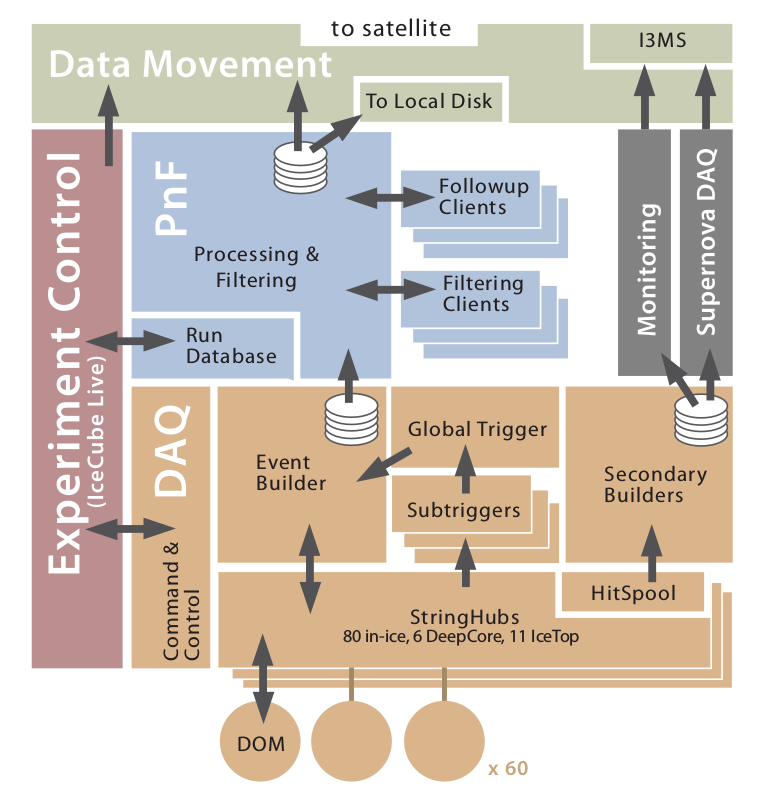 to satellite
I3MS
Data Movement
To Local Disk
Experiment Control
(IceCube Live)
PnF
Followup
Clients
Processing &
Filtering
Filtering
Clients
Monitoring
Supernova DAQ
Run
Database
DAQ
Command &
Control
Global Trigger
Event
Builder
Secondary
Builders
Subtriggers
HitSpool
StringHubs
80 in-ice, 6 DeepCore, 11 IceTop
DOM
x 60